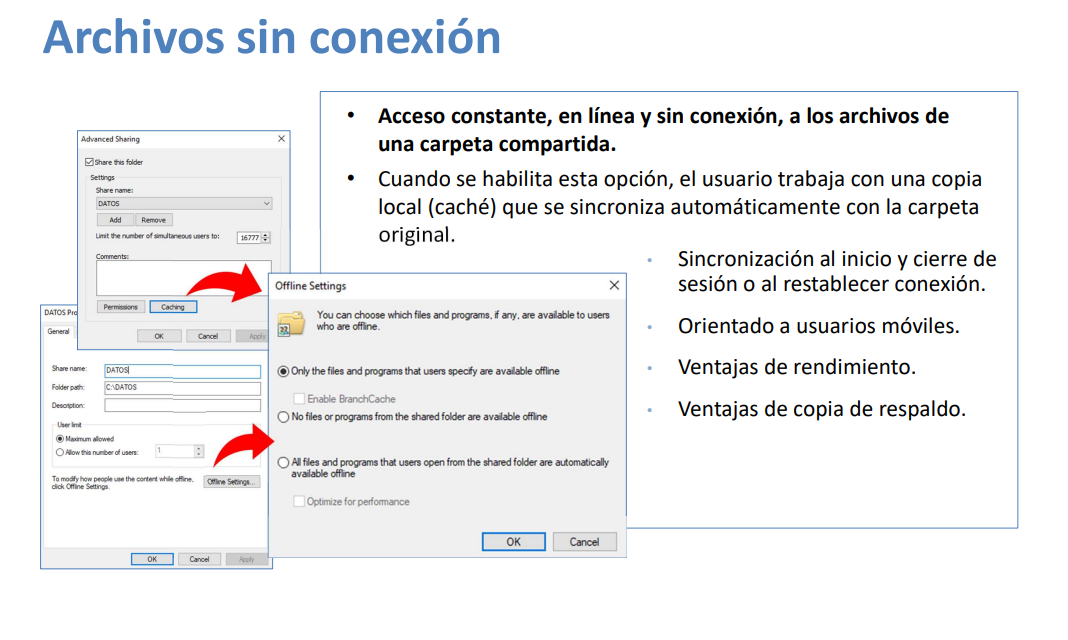 Archivos sin conexión
• Acceso constante, en línea y sin conexión, a los archivos de
una carpeta compartida.
• Cuando se habilita esta opción, el usuario trabaja con una copia
local (caché) que se sincroniza automáticamente con la carpeta
original.
• Sincronización al inicio y cierre de
sesión o al restablecer conexión.
• Orientado a usuarios móviles.
• Ventajas de rendimiento.
• Ventajas de copia de respaldo.
Advanced Sharing
Share this folder
Settings
Share name:
DATOS
Add Remove
Limit the number of simultaneous users to: 16777
Comments:
Permissions Caching
OK Cancel Apply
DATOS Pro
General
Share name: DATOS
Folder path: C:\DATOS
Description:
User limit
Maximum allowed
Allow this number of users: 1
To modify how people use the content while offline,
click Offline Settings.
Offline Settings...
OK Cancel Apply
Offline Settings
You can choose which files and programs, if any, are available to users
who are offline.
Only the files and programs that users specify are available offline
Enable BranchCache
No files or programs from the shared folder are available offline
All files and programs that users open from the shared folder are automatically
available offline
Optimize for performance
OK Cancel